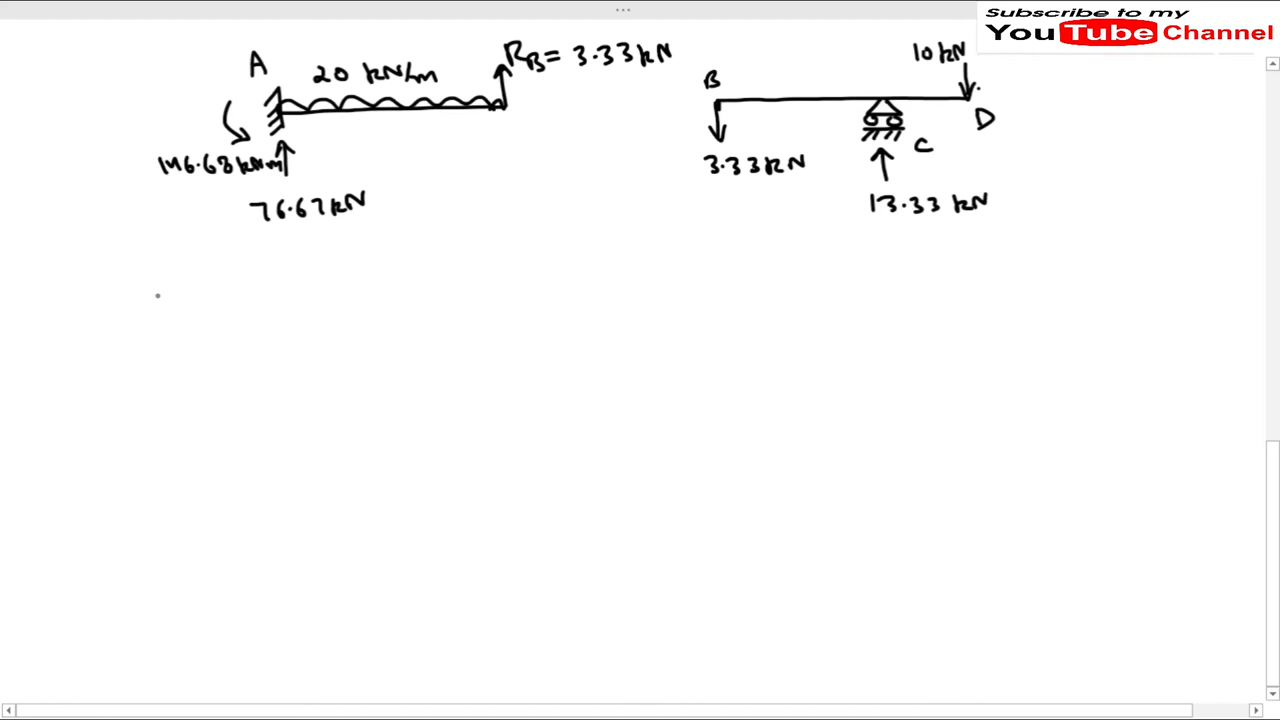 Subscribe to my
YouTube Channel
A
20 kN/m
RB = 3.33 kN
146.68 kNm
76.67 kN
B
10 kN
D
C
3.33 kN
13.33 kN